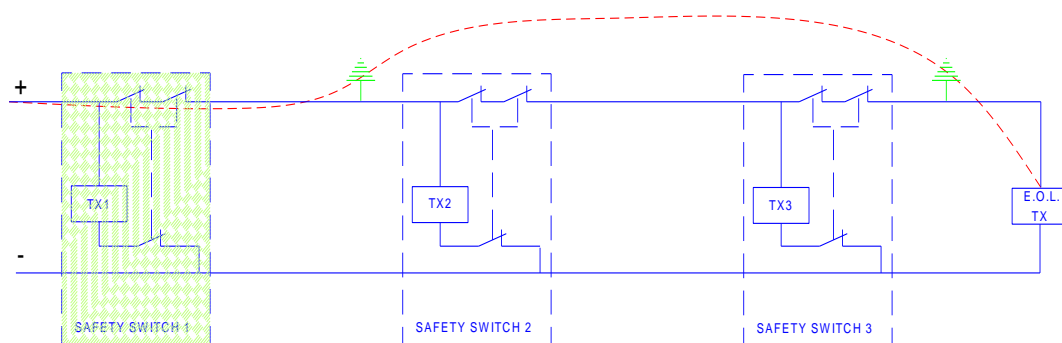 +
TX1
TX2
TX3
E.O.L.
TX
-
SAFETY SWITCH 1
SAFETY SWITCH 2
SAFETY SWITCH 3